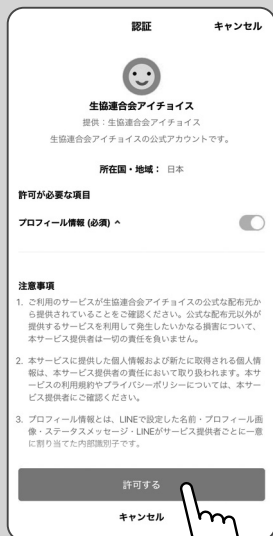 認証
キャンセル
生協連合会アイチョイス
提供：生協連合会アイチョイス
生協連合会アイチョイスの公式アカウントです。
所在国・地域： 日本
許可が必要な項目
プロフィール情報 (必須) ^
注意事項
1. ご利用のサービスが生協連合会アイチョイスの公式な配布元か
ら提供されていることをご確認ください。公式な配布元以外が
提供するサービスを利用して発生したいかなる損害について、
本サービス提供者は一切の責任を負いません。
2. 本サービスに提供した個人情報および新たに取得される個人情
報は、本サービス提供者の責任において取り扱われます。本サ
ービスの利用規約やプライバシーポリシーについては、本サー
ビス提供者にご確認ください。
3. プロフィール情報とは、LINEで設定した名前・プロフィール画
像・ステータスメッセージ・LINEがサービス提供者ごとに一意
に割り当てた内部識別子です。
許可する
キャンセル